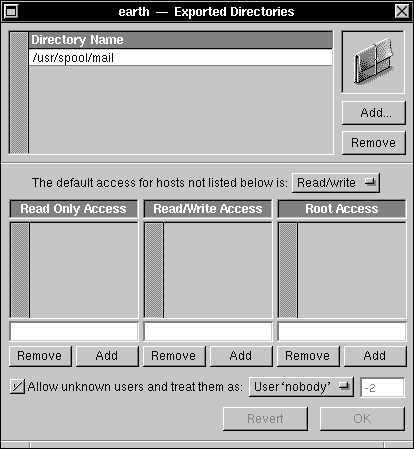 earth — Exported Directories
Directory Name
/usr/spool/mail
Add...
Remove
The default access for hosts not listed below is: Read/write
Read Only Access Read/Write Access Root Access
Remove Add Remove Add Remove Add
Allow unknown users and treat them as: User ‘nobody’ -2
Revert OK